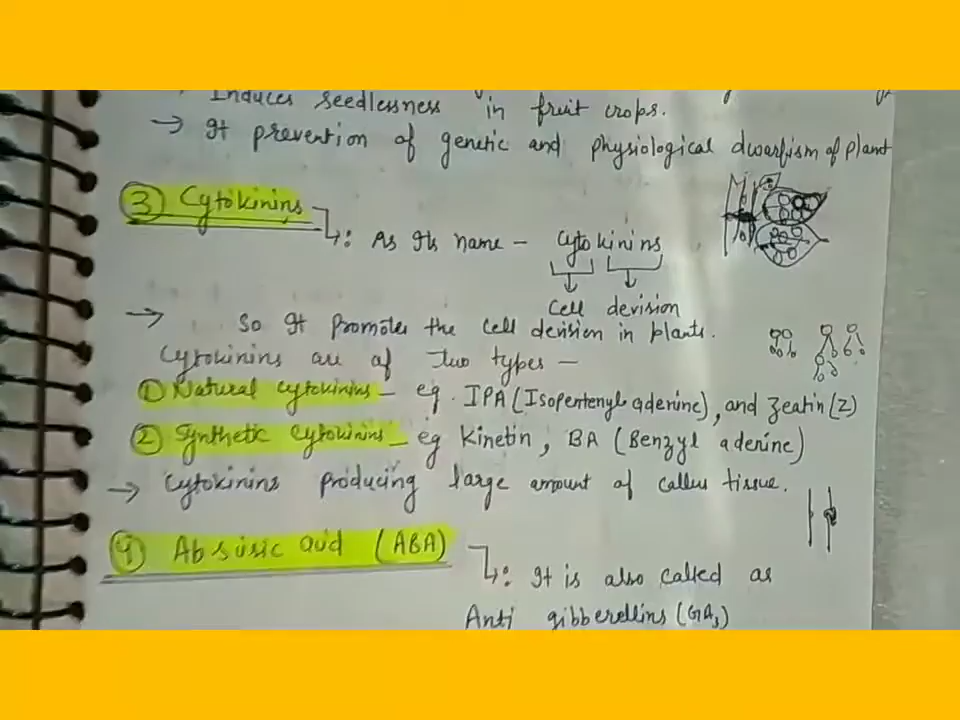 Induces seedlessness in fruit crops.
→ It prevention of genetic and physiological dwarfism of plant
③ Cytokinins
: As Its name - Cytokinins
Cell devision
→ So It promotes the cell devision in plants.
Cytokinins are of Two types -
① Natural cytokinins - eg. IPA (Isopentenyl adenine), and Zeatin (Z)
② Synthetic Cytokinins - eg Kinetin, BA (Benzyl adenine)
→ Cytokinins producing large amount of callus tissue.
④ Absisic acid (ABA)
: It is also called as
Anti gibberellins (GA3)